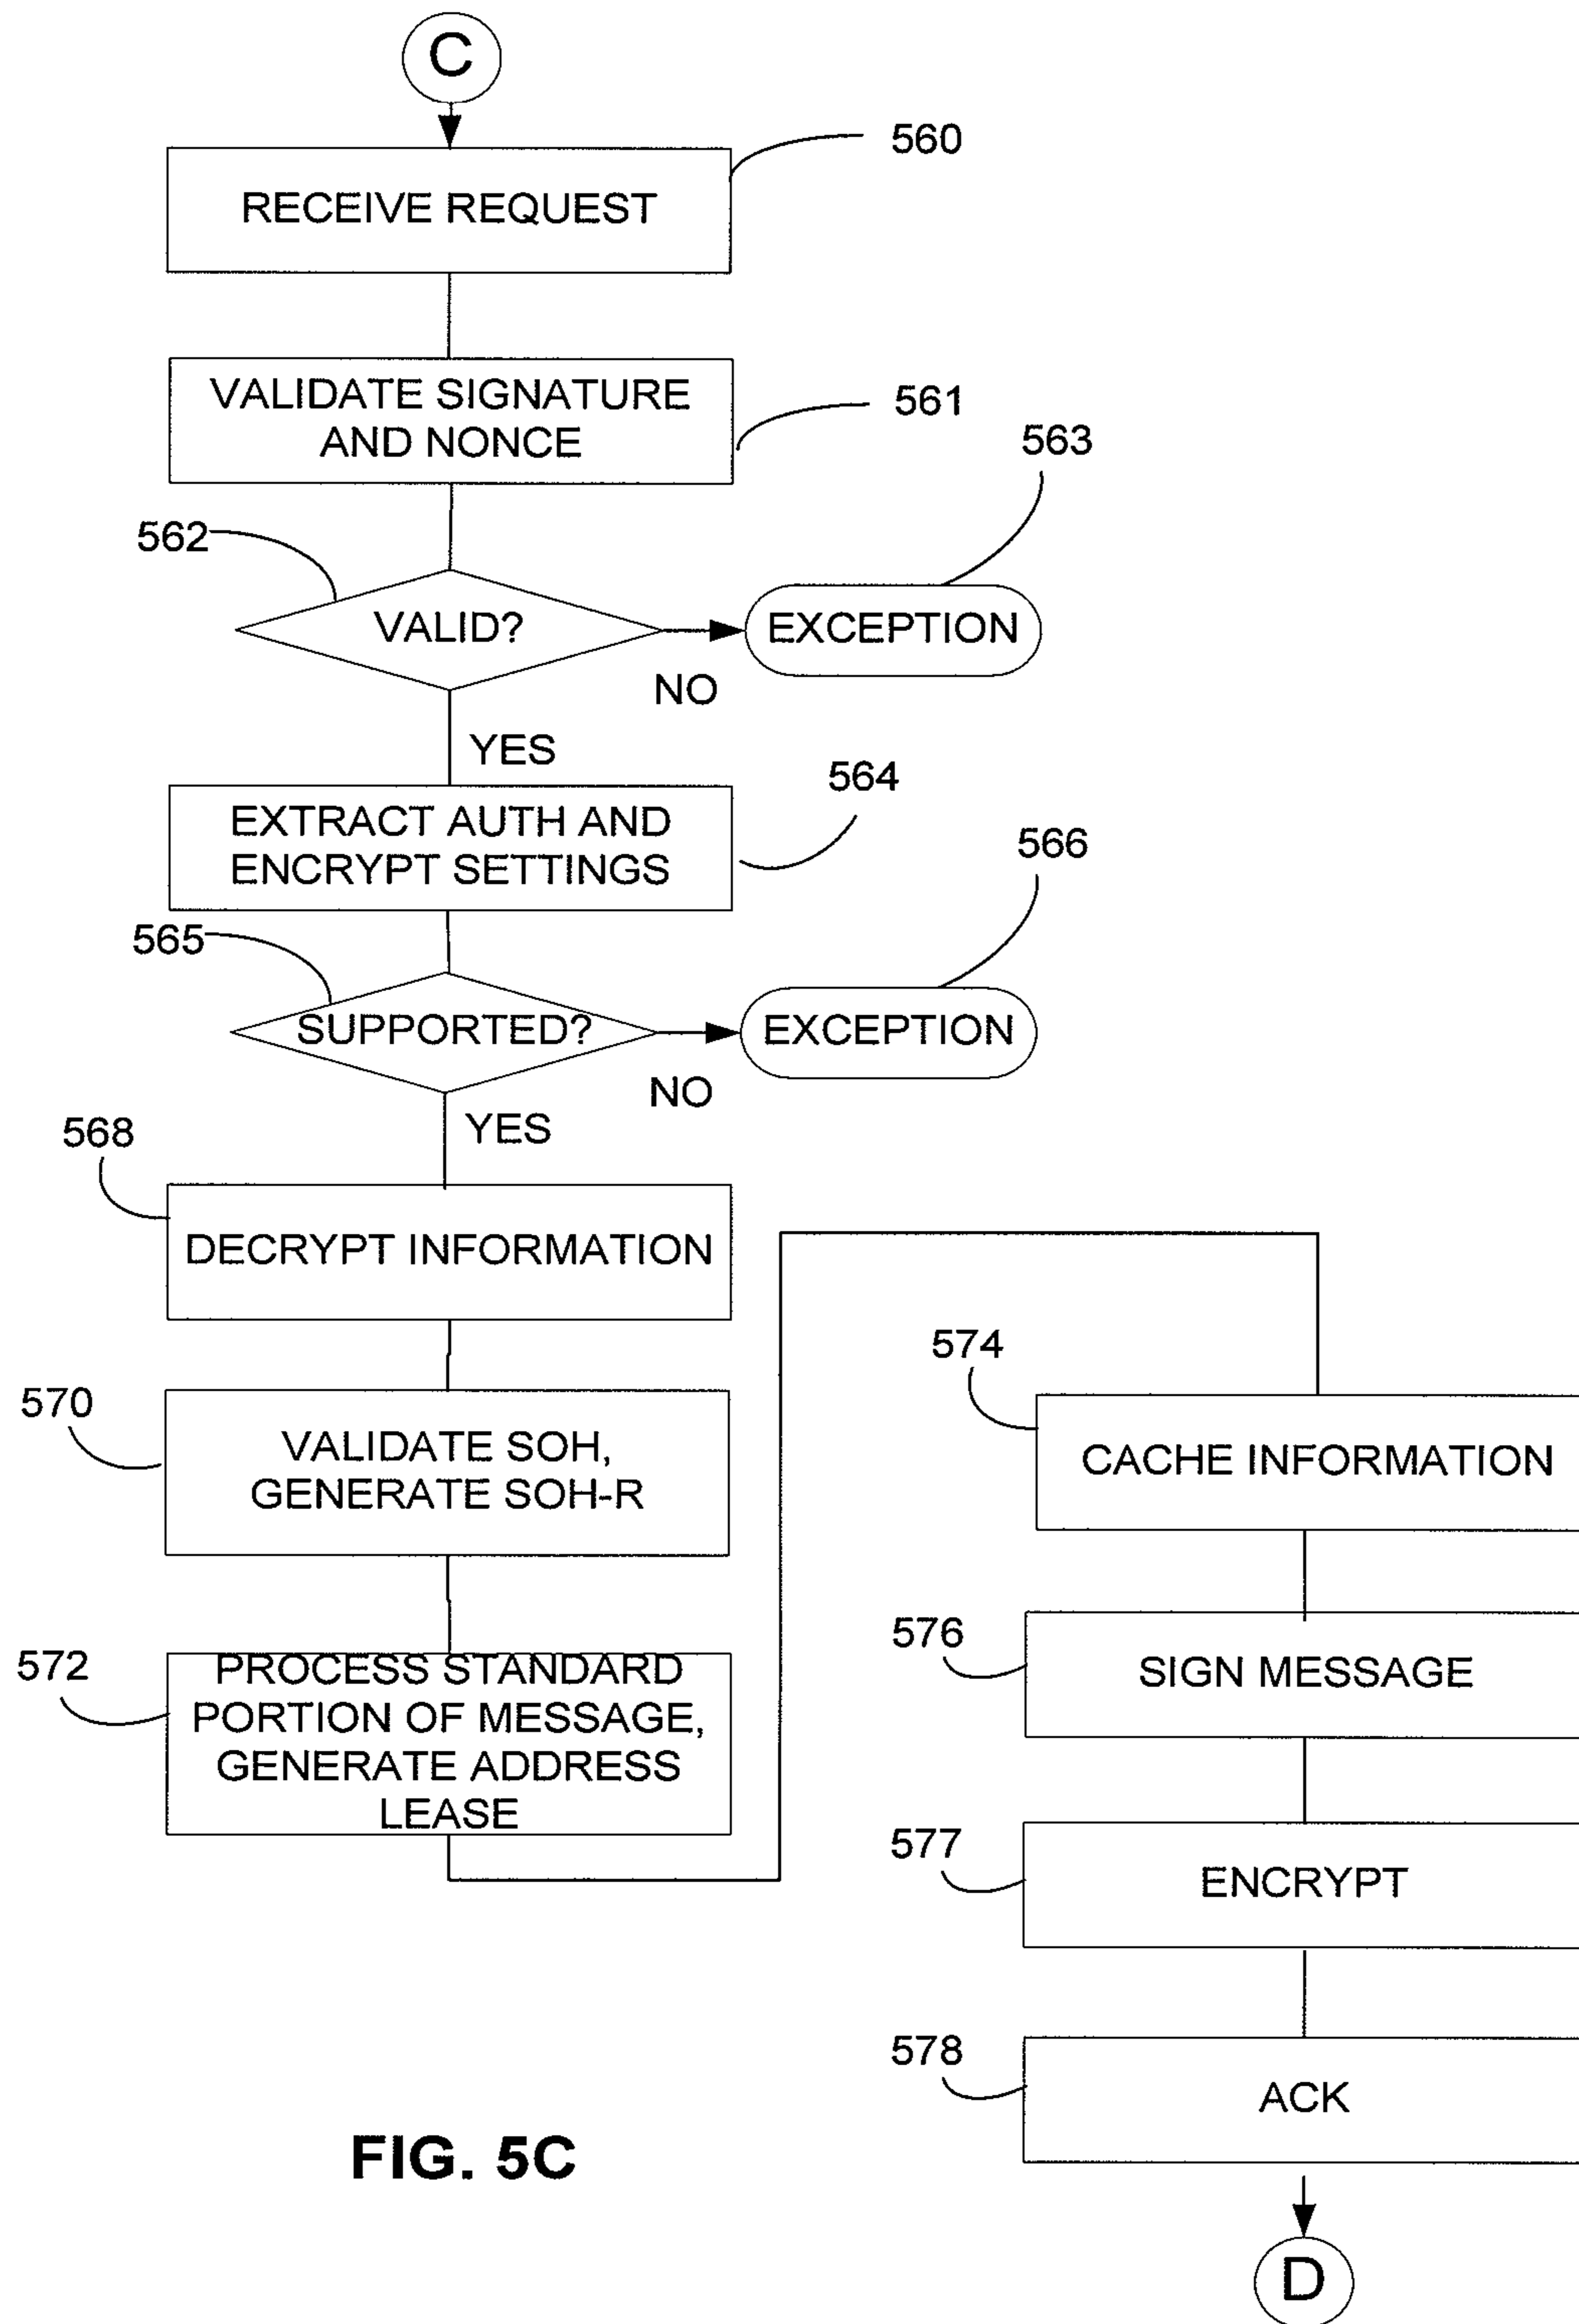 C
560
RECEIVE REQUEST
VALIDATE SIGNATURE
AND NONCE
561
563
562
VALID?
EXCEPTION
NO
YES
564
EXTRACT AUTH AND
ENCRYPT SETTINGS
566
565
SUPPORTED?
EXCEPTION
NO
YES
568
DECRYPT INFORMATION
570
VALIDATE SOH,
GENERATE SOH-R
572
PROCESS STANDARD
PORTION OF MESSAGE,
GENERATE ADDRESS
LEASE
574
CACHE INFORMATION
576
SIGN MESSAGE
577
ENCRYPT
578
ACK
D
FIG. 5C